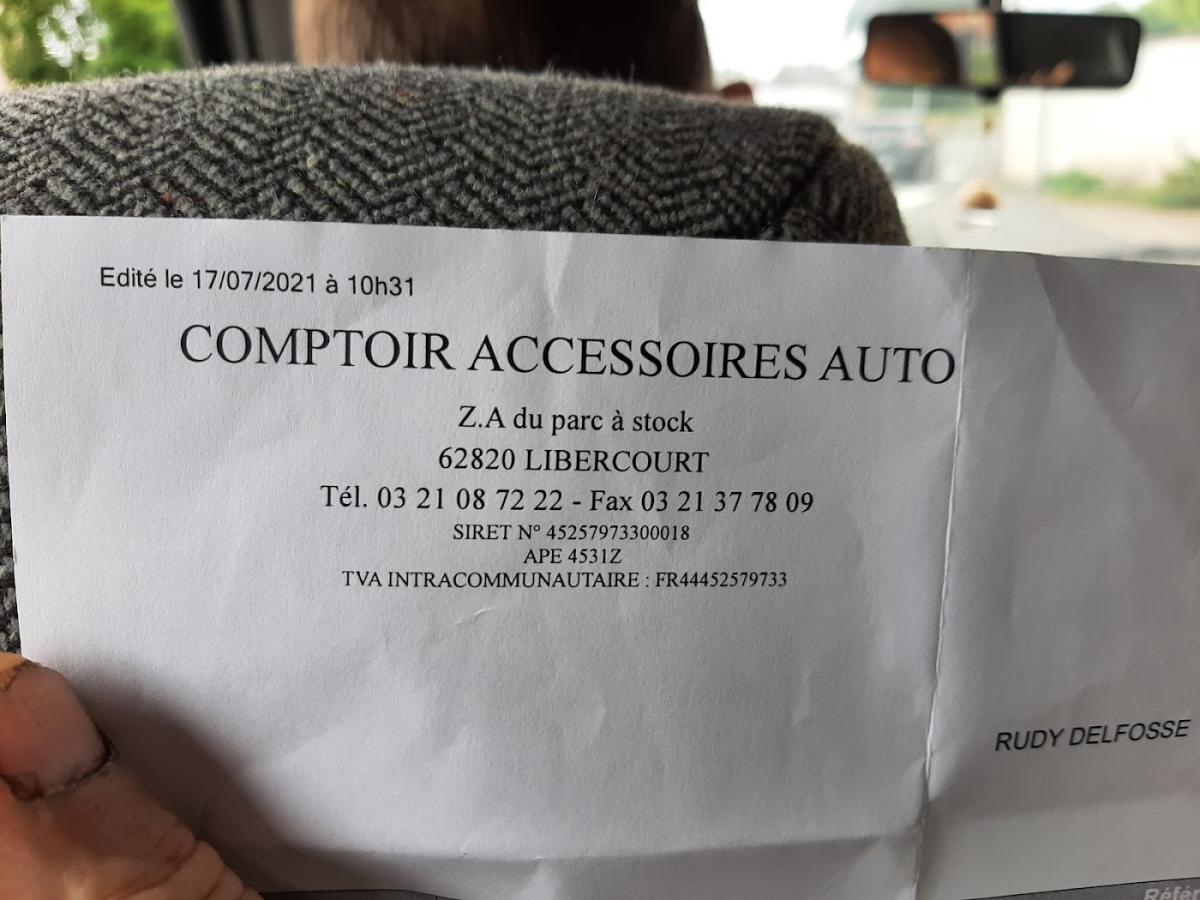 Edité le 17/07/2021 à 10h31
COMPTOIR ACCESSOIRES AUTO
Z.A du parc à stock
62820 LIBERCOURT
Tél. 03 21 08 72 22 - Fax 03 21 37 78 09
SIRET N° 45257973300018
APE 4531Z
TVA INTRACOMMUNAUTAIRE : FR44452579733
RUDY DELFOSSE